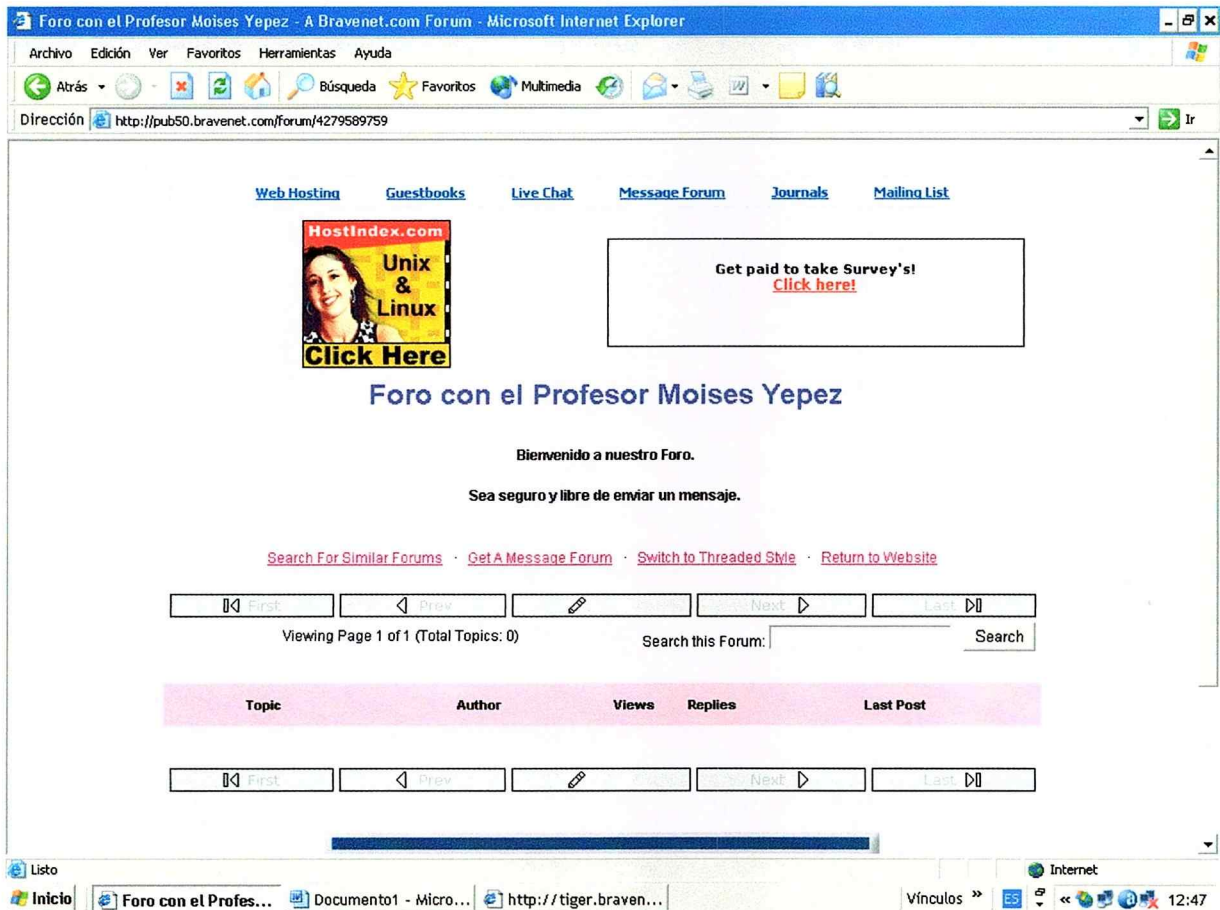 Foro con el Profesor Moises Yepez - A Bravenet.com Forum - Microsoft Internet Explorer
Archivo Edición Ver Favoritos Herramientas Ayuda
Atrás Búsqueda Favoritos Multimedia
Dirección http://pub50.bravenet.com/forum/4279589759 Ir
Web Hosting Guestbooks Live Chat Message Forum Journals Mailing List
HostIndex.com
Unix
&
Linux
Click Here
Get paid to take Survey's!
Click here!
Foro con el Profesor Moises Yepez
Bienvenido a nuestro Foro.
Sea seguro y libre de enviar un mensaje.
Search For Similar Forums · Get A Message Forum · Switch to Threaded Style · Return to Website
First Prev Next Last
Viewing Page 1 of 1 (Total Topics: 0) Search this Forum: Search
Topic Author Views Replies Last Post
First Prev Next Last
Listo Internet
Inicio Foro con el Profes... Documento1 - Micro... http://tiger.braven... Vínculos » ES « 12:47